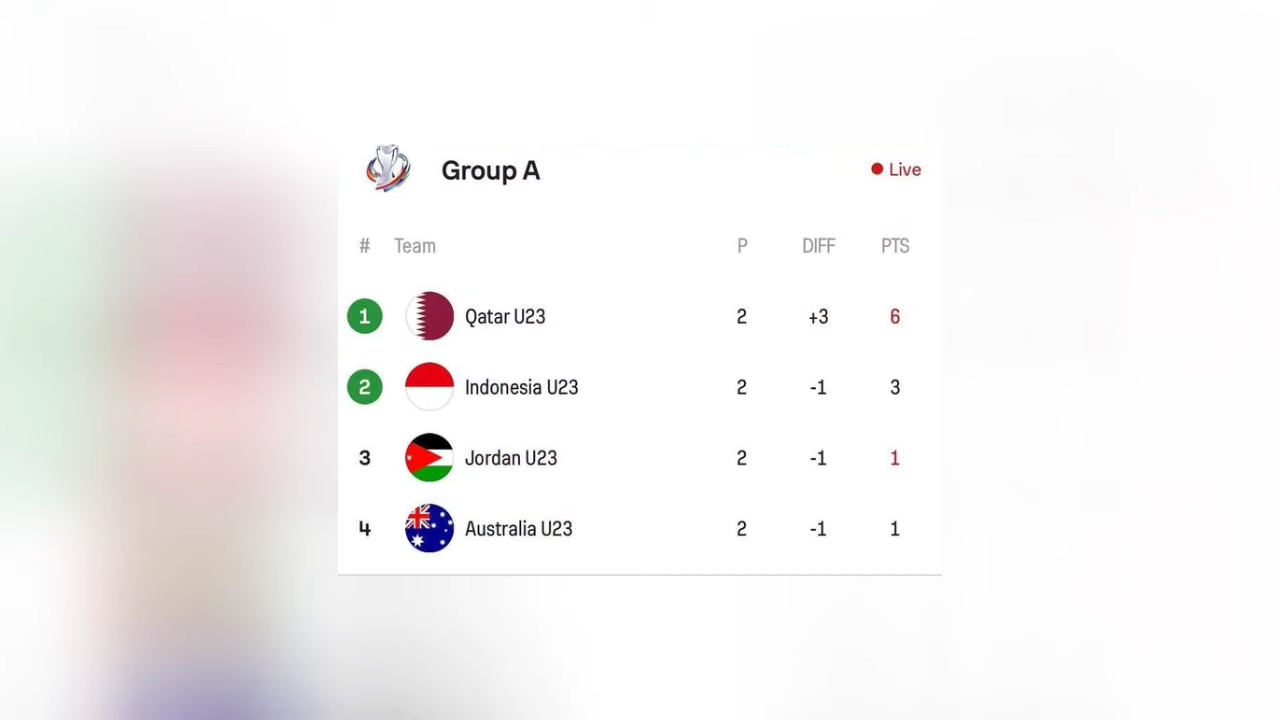 Group A
Live
# Team P DIFF PTS
1 Qatar U23 2 +3 6
2 Indonesia U23 2 -1 3
3 Jordan U23 2 -1 1
4 Australia U23 2 -1 1